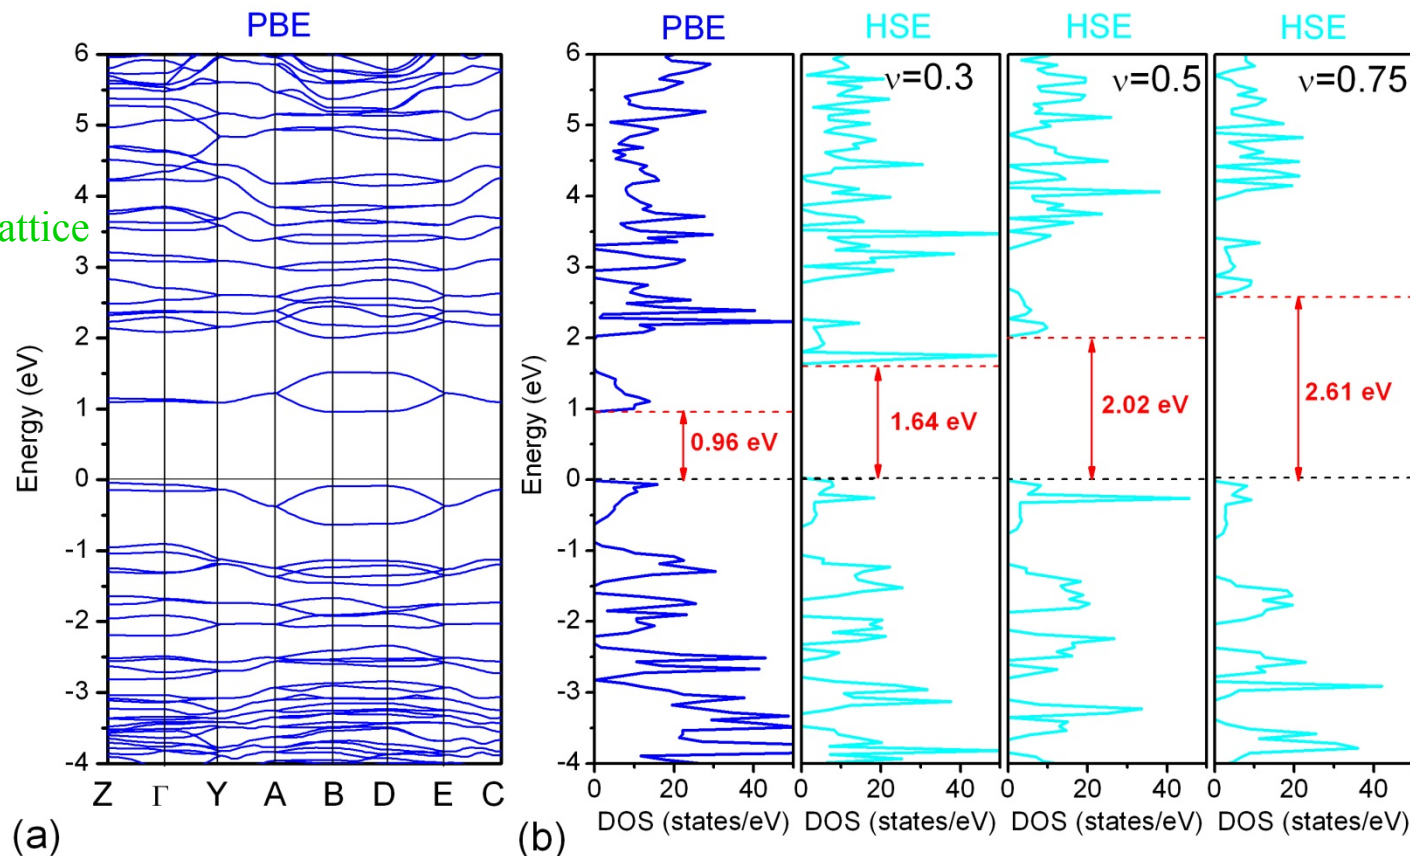 PBE
PBE
HSE
HSE
HSE
6
5
4
3
2
1
0
-1
-2
-3
-4
Energy (eV)
attice
Z Γ Y A B D E C
(a)
6
5
4
3
2
1
0
-1
-2
-3
-4
Energy (eV)
ν=0.3
ν=0.5
ν=0.75
0.96 eV
1.64 eV
2.02 eV
2.61 eV
0 20 40
0 20 40
0 20 40
0 20 40
DOS (states/eV)
DOS (states/eV)
DOS (states/eV)
DOS (states/eV)
(b)